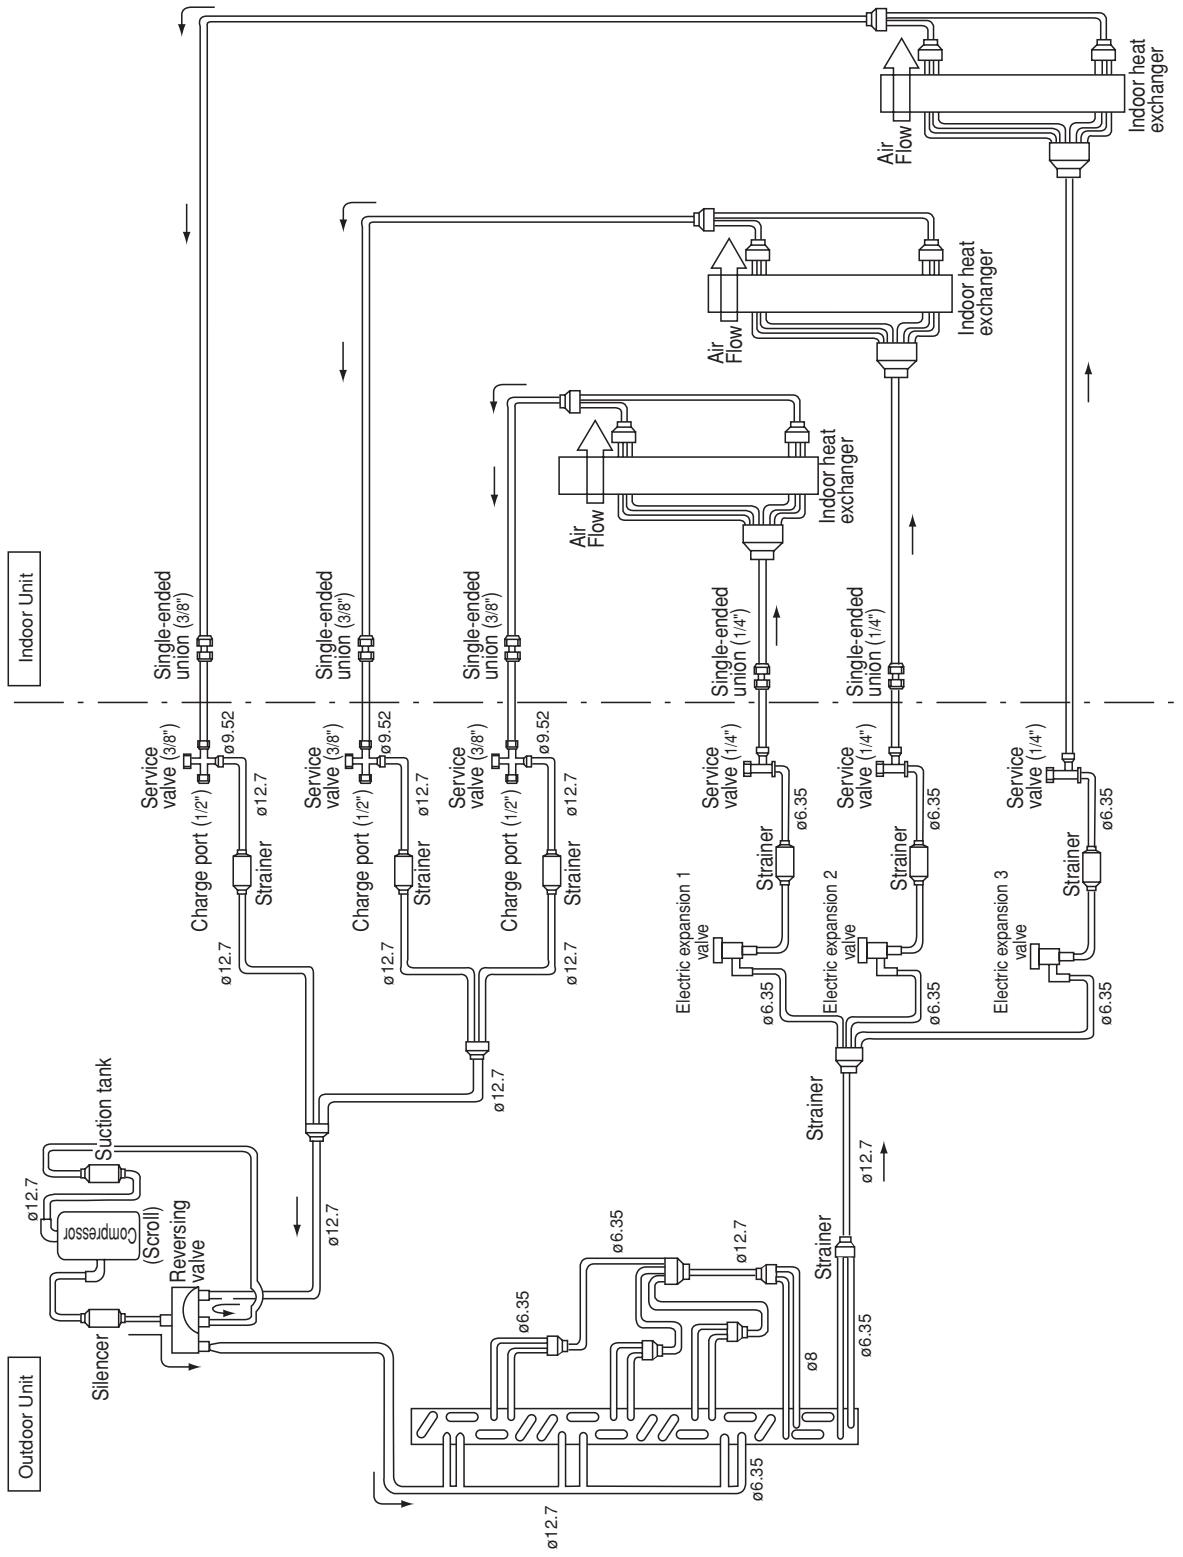 Outdoor Unit
Indoor Unit
Silencer
ø12.7
Compressor
(Scroll)
Suction tank
Reversing
valve
Service
valve (3/8")
Charge port (1/2")
ø9.52
ø12.7
Strainer
ø12.7
Single-ended
union (3/8")
Service
valve (3/8")
Charge port (1/2")
ø9.52
ø12.7
Strainer
ø12.7
Single-ended
union (3/8")
Service
valve (3/8")
Charge port (1/2")
ø9.52
ø12.7
Strainer
ø12.7
Single-ended
union (3/8")
ø12.7
ø12.7
ø12.7
ø6.35
ø6.35
ø6.35
ø12.7
ø8
ø6.35
Strainer
ø12.7
Strainer
Electric expansion 1
valve
ø6.35
Strainer
ø6.35
Service
valve (1/4")
Single-ended
union (1/4")
Electric expansion 2
valve
ø6.35
Strainer
ø6.35
Service
valve (1/4")
Single-ended
union (1/4")
Electric expansion 3
valve
ø6.35
Strainer
ø6.35
Service
valve (1/4")
Air
Flow
Indoor heat
exchanger
Air
Flow
Indoor heat
exchanger
Air
Flow
Indoor heat
exchanger